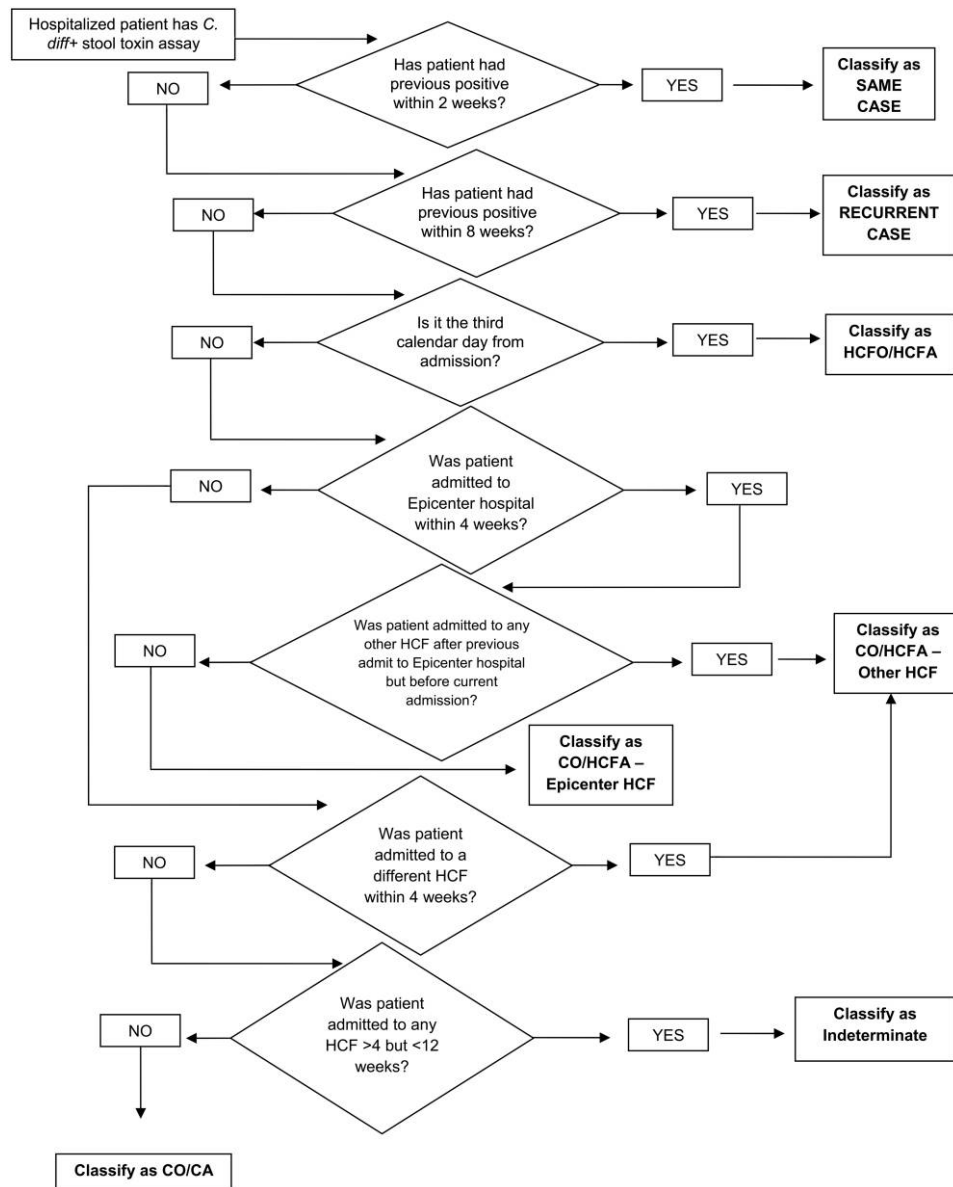 Hospitalized patient has C.
diff+ stool toxin assay
Has patient had
previous positive
within 2 weeks?
NO
YES
Classify as
SAME
CASE
Has patient had
previous positive
within 8 weeks?
NO
YES
Classify as
RECURRENT
CASE
Is it the third
calendar day from
admission?
NO
YES
Classify as
HCFO/HCFA
Was patient
admitted to
Epicenter hospital
within 4 weeks?
NO
YES
Was patient admitted to any
other HCF after previous
admit to Epicenter hospital
but before current
admission?
NO
YES
Classify as
CO/HCFA –
Other HCF
Classify as
CO/HCFA –
Epicenter HCF
Was patient
admitted to a
different HCF
within 4 weeks?
NO
YES
Was patient
admitted to any
HCF >4 but <12
weeks?
NO
YES
Classify as
Indeterminate
Classify as CO/CA